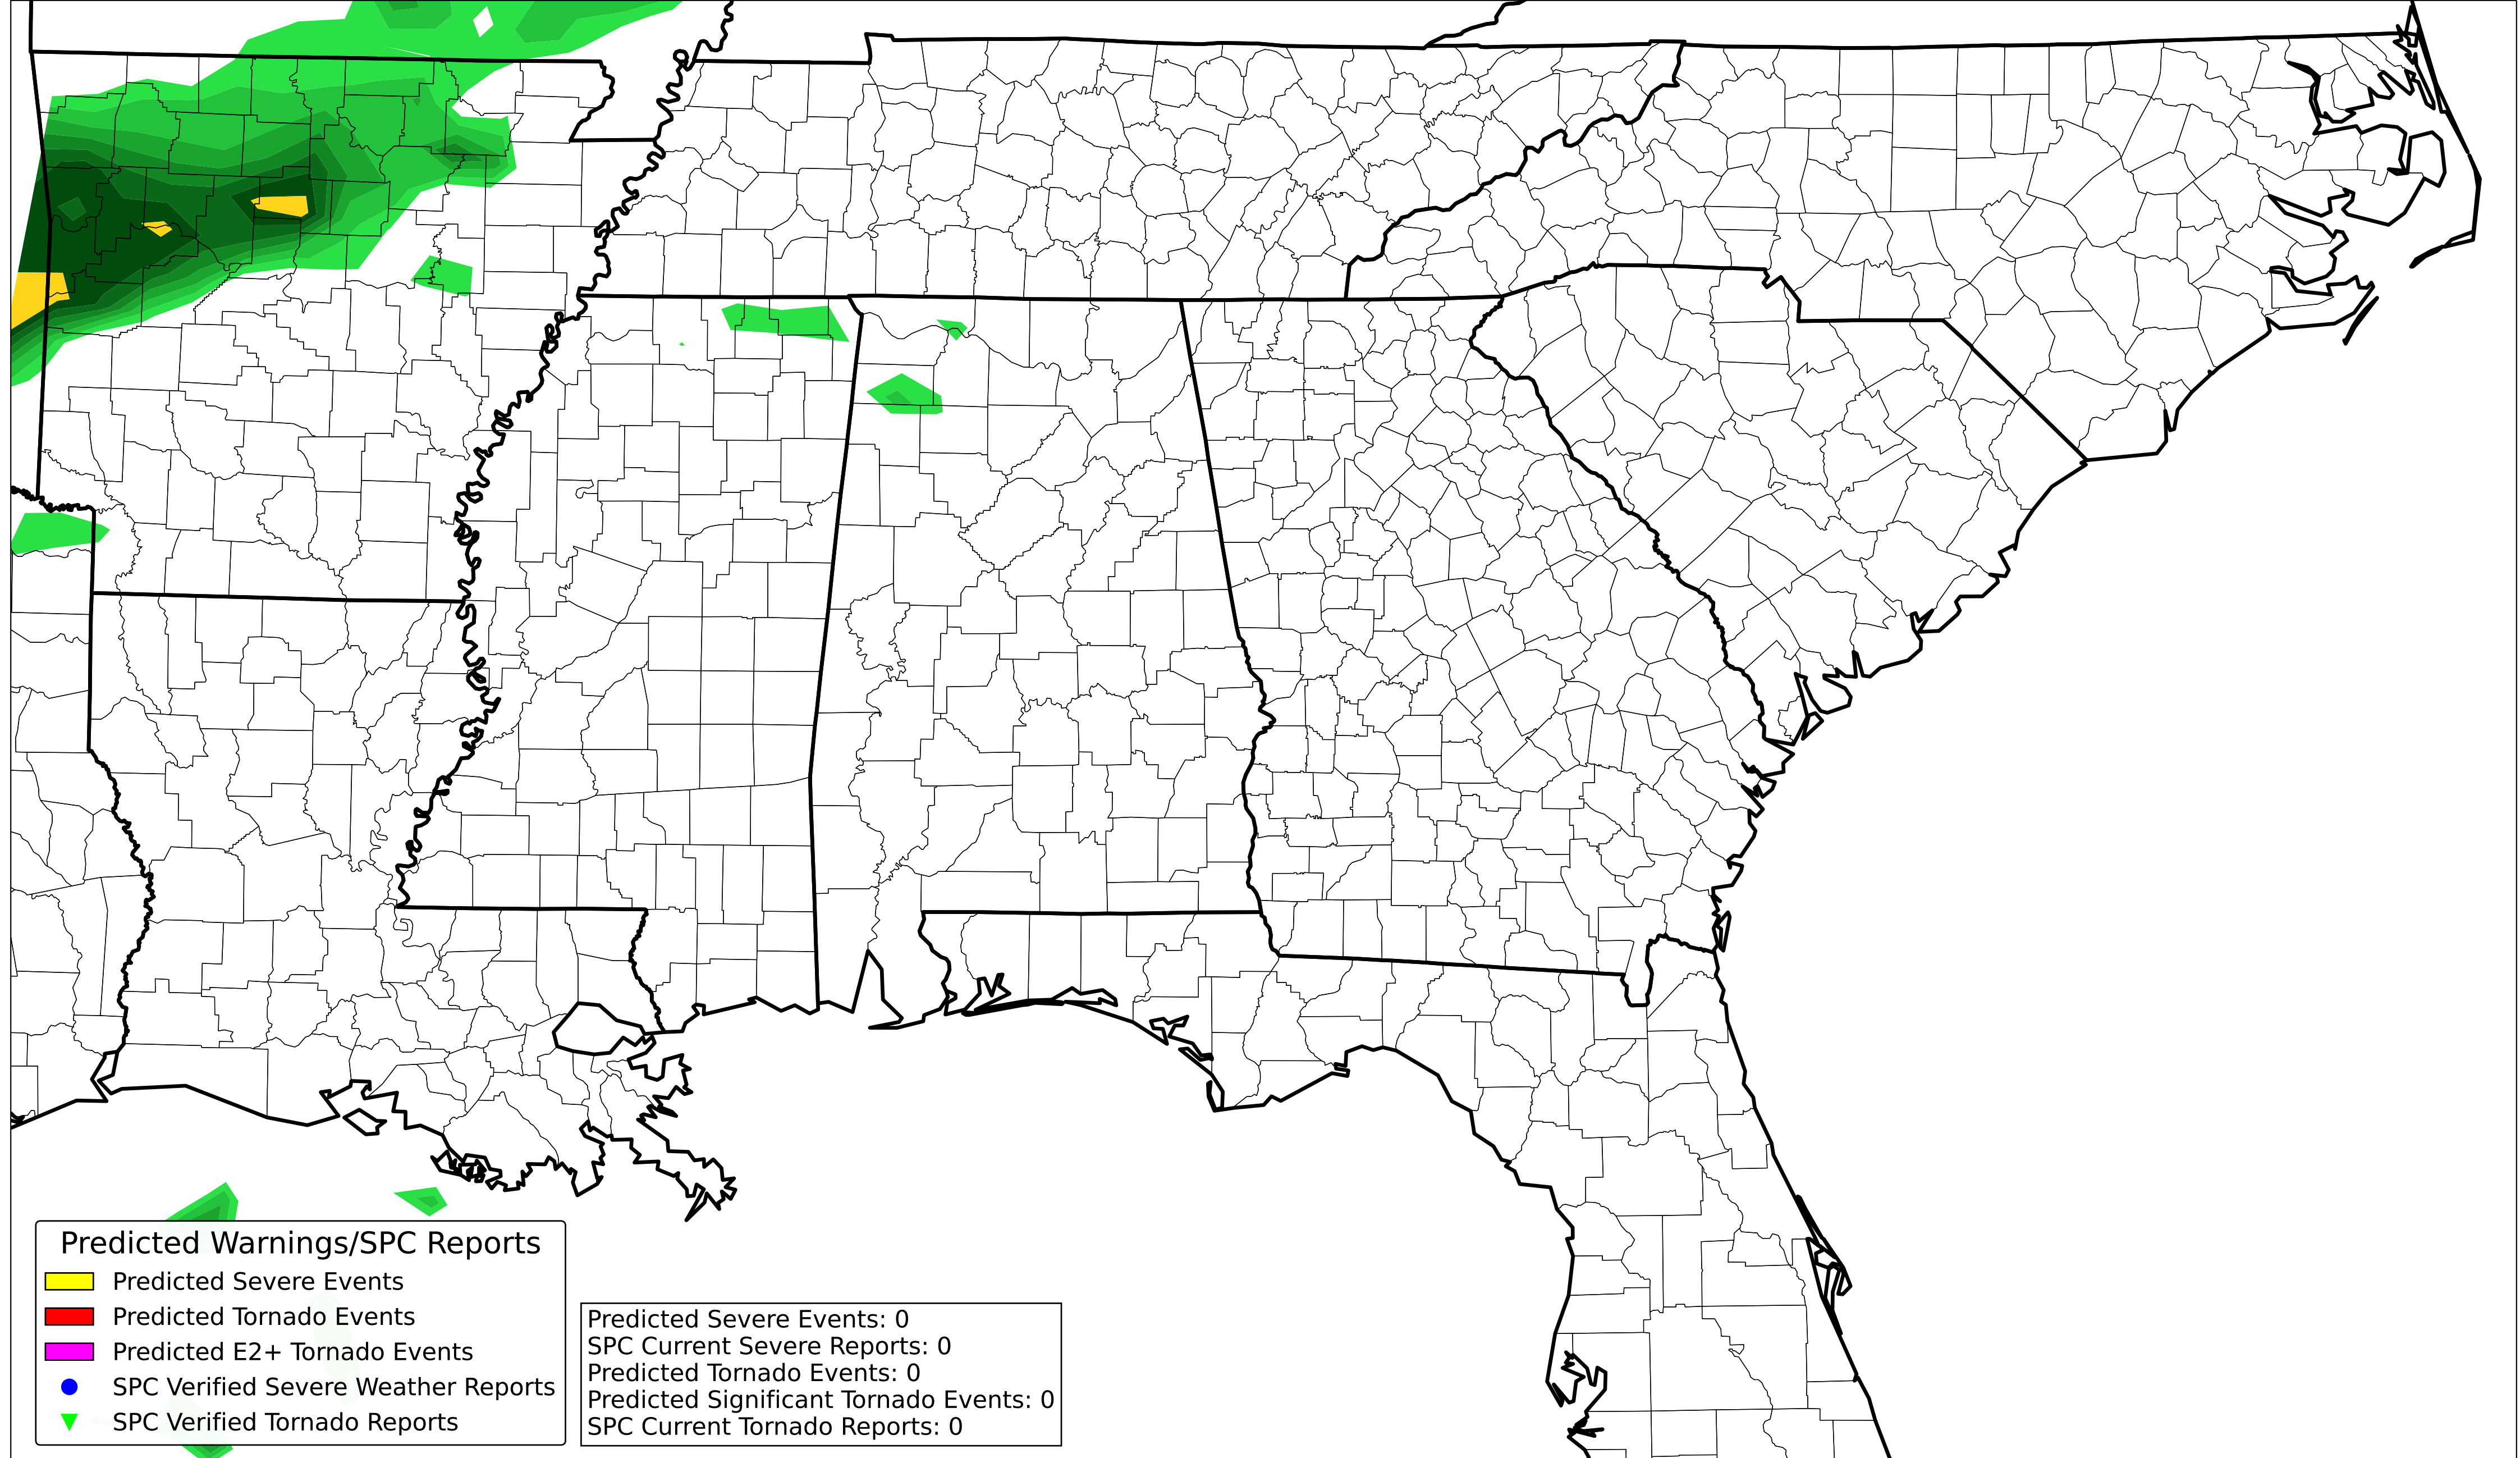 Predicted Warnings/SPC Reports
Predicted Severe Events
Predicted Tornado Events
Predicted E2+ Tornado Events
SPC Verified Severe Weather Reports
SPC Verified Tornado Reports
Predicted Severe Events: 0
SPC Current Severe Reports: 0
Predicted Tornado Events: 0
Predicted Significant Tornado Events: 0
SPC Current Tornado Reports: 0